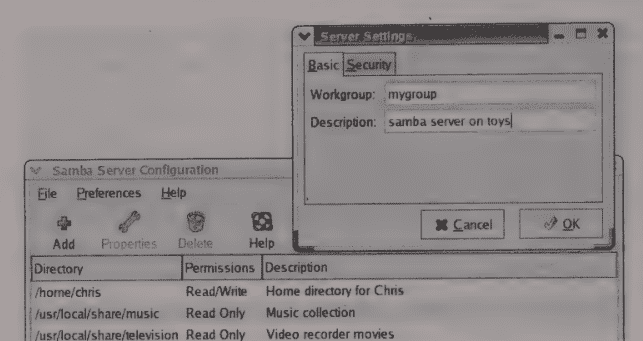 Server Settings
Basic Security
Workgroup: mygroup
Description: samba server on toys
Cancel OK
Samba Server Configuration
File Preferences Help
Add Properties Delete Help
Directory Permissions Description
/home/chris Read/Write Home directory for Chris
/usr/local/share/music Read Only Music collection
/usr/local/share/television Read Only Video recorder movies